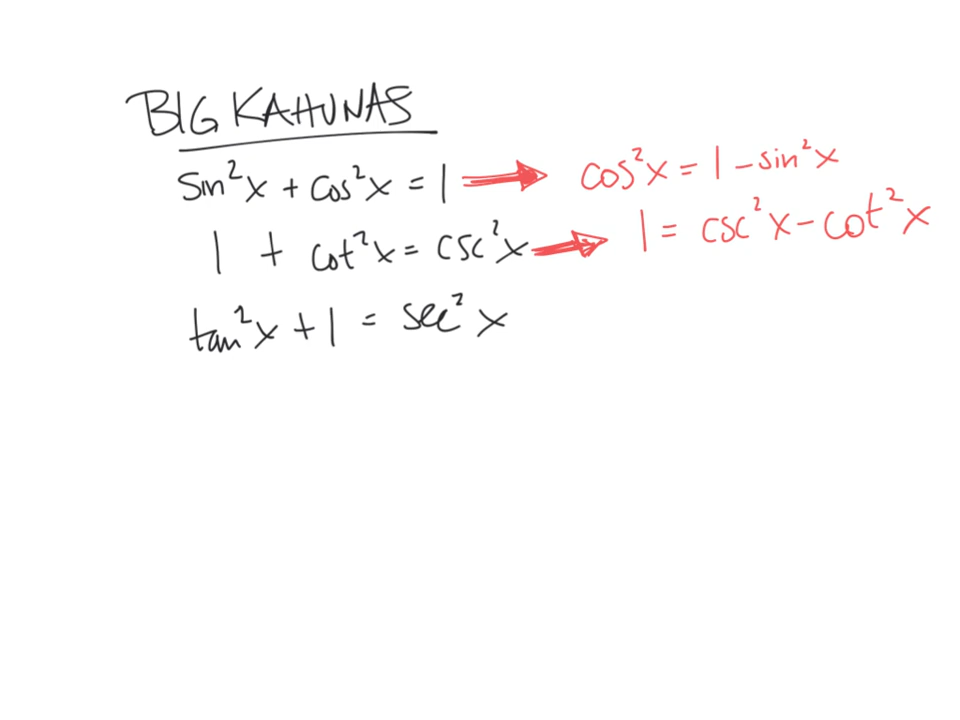 BIG KAHUNAS
sin²x + cos²x = 1 ⟹ cos²x = 1 - sin²x
1 + cot²x = csc²x ⟹ 1 = csc²x - cot²x
tan²x + 1 = sec²x